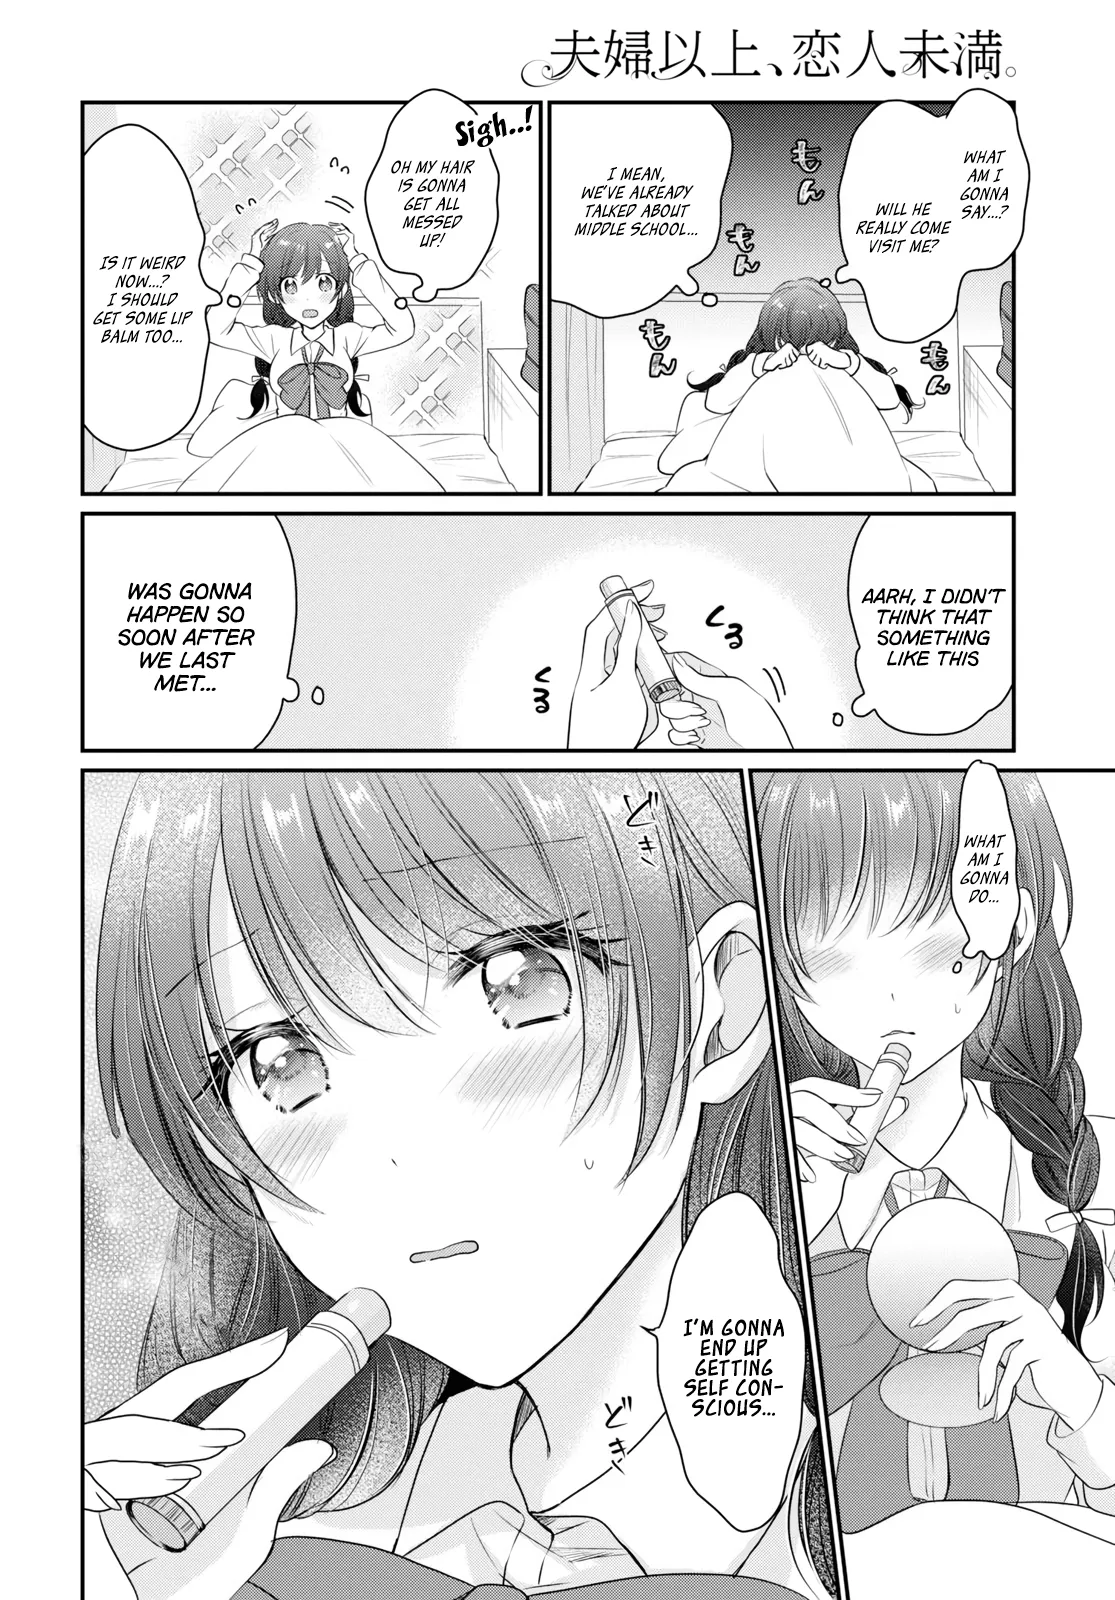 夫婦以上、恋人未満。
WHAT
AM I
GONNA
SAY...?
WILL HE
REALLY COME
VISIT ME?
もん
もん
もん
もん
I MEAN,
WE'VE ALREADY
TALKED ABOUT
MIDDLE SCHOOL...
Sigh..!
OH MY HAIR
IS GONNA
GET ALL
MESSED
UP!
IS IT WEIRD
NOW...?
I SHOULD
GET SOME LIP
BALM TOO...
AARH, I DIDN'T
THINK THAT
SOMETHING
LIKE THIS
くる
くる
WAS GONNA
HAPPEN SO
SOON AFTER
WE LAST
MET...
WHAT
AM I
GONNA
DO...
どき
I'M GONNA
END UP
GETTING
SELF CON-
SCIOUS...
どき